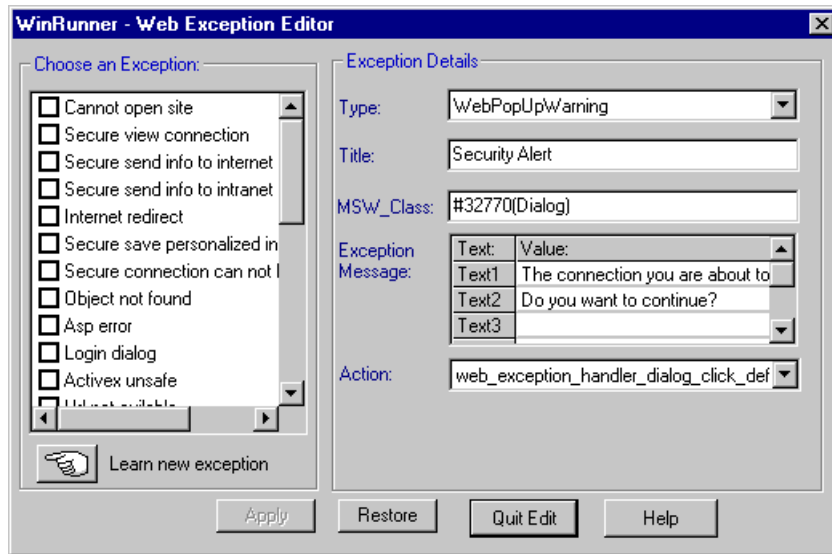 WinRunner - Web Exception Editor
Choose an Exception:
Cannot open site
Secure view connection
Secure send info to internet
Secure send info to intranet
Internet redirect
Secure save personalized in
Secure connection can not
Object not found
Asp error
Login dialog
Activex unsafe
Learn new exception
Exception Details
Type: WebPopUpWarning
Title: Security Alert
MSW_Class: #32770(Dialog)
Exception Message:
Text: Value:
Text1 The connection you are about to
Text2 Do you want to continue?
Text3
Action: web_exception_handler_dialog_click_def
Apply Restore Quit Edit Help